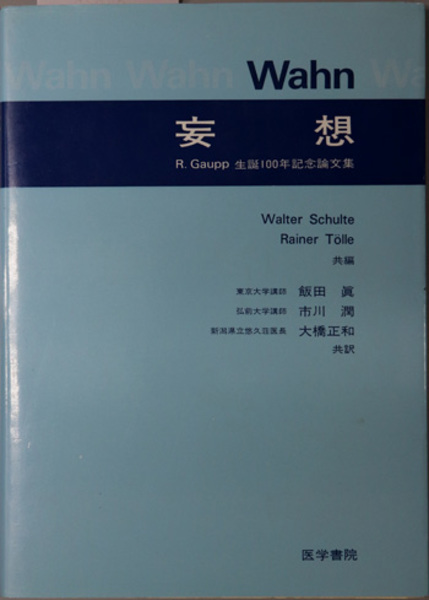 Wahn Wahn Wahn Wa
妄想
R. Gaupp 生誕100年記念論文集
Walter Schulte
Rainer Tölle
共編
東京大学講師 飯田 眞
弘前大学講師 市川 潤
新潟県立悠久荘医長 大橋正和
共訳
医学書院